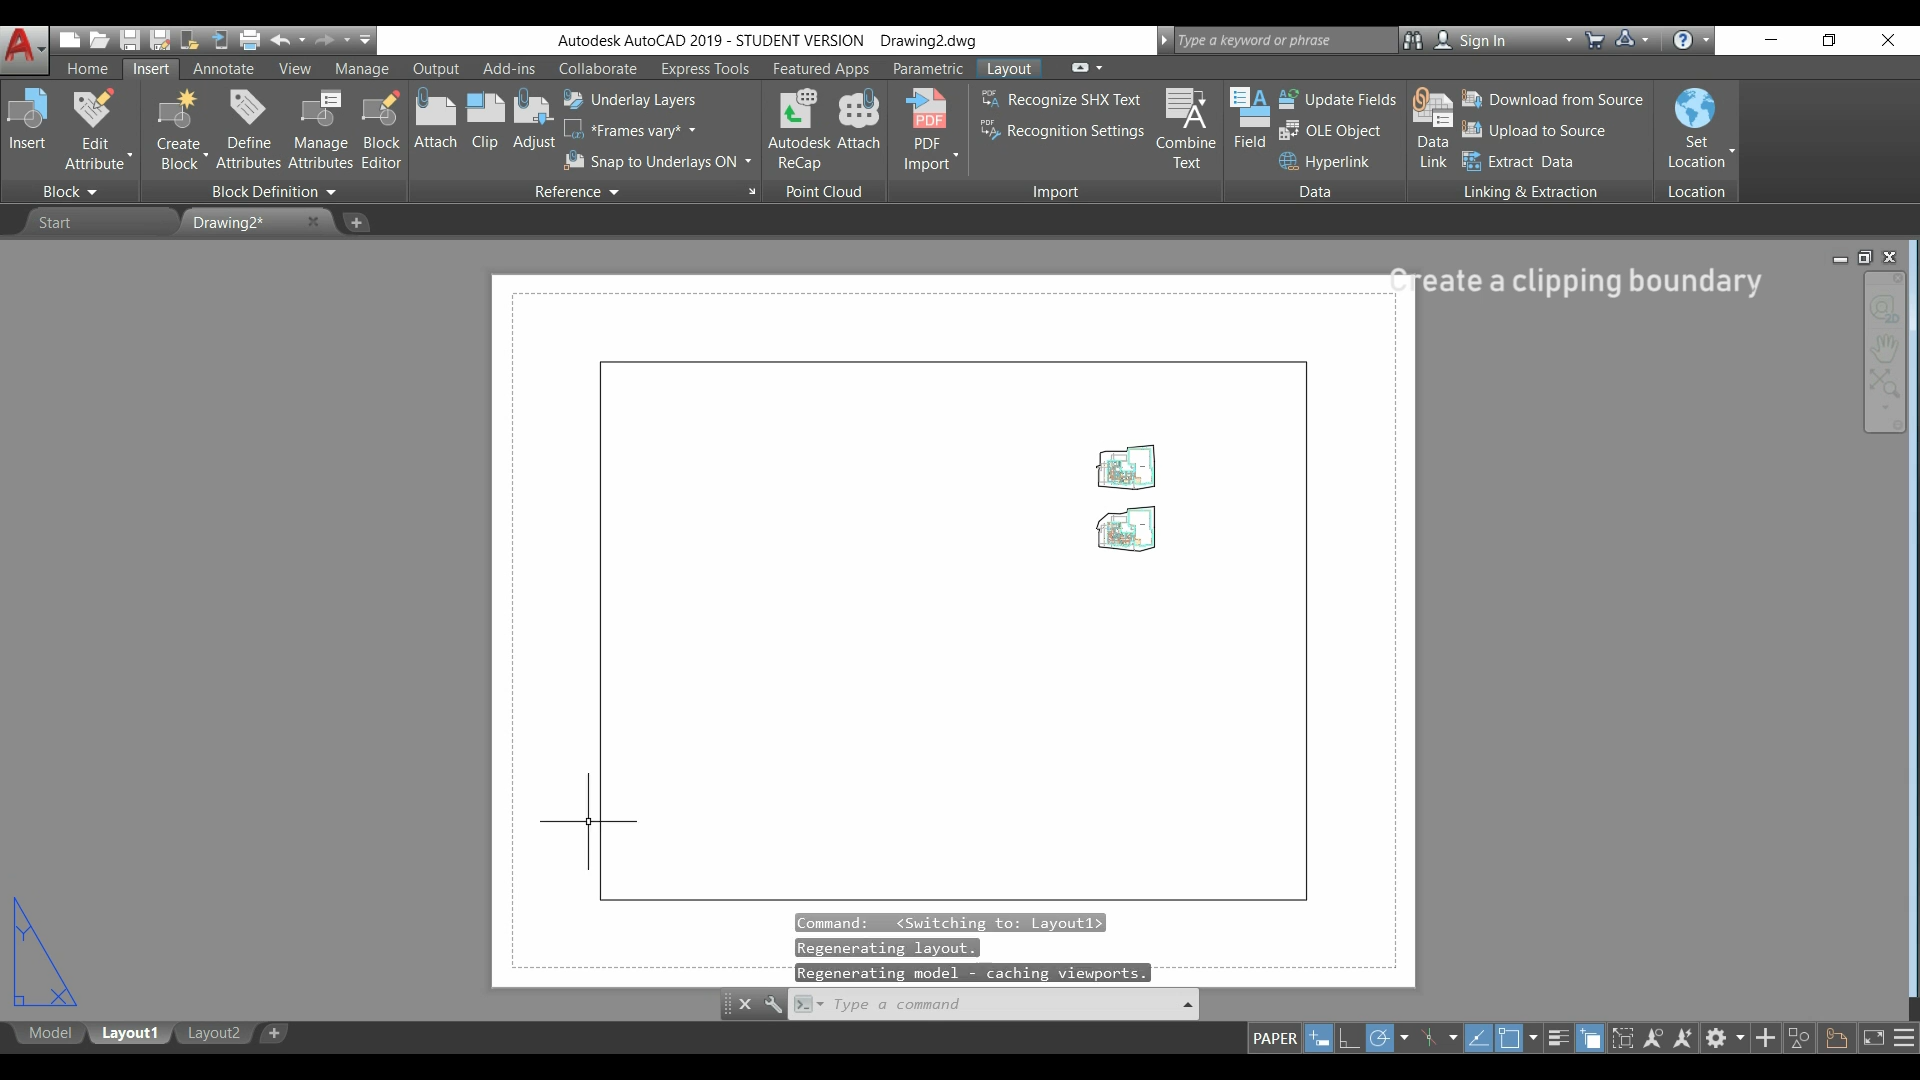 Autodesk AutoCAD 2019 - STUDENT VERSION Drawing2.dwg
Type a keyword or phrase
Sign In
Home Insert Annotate View Manage Output Add-ins Collaborate Express Tools Featured Apps Parametric Layout
Insert
Edit
Attribute
Create
Block
Define
Attributes
Manage
Attributes
Block
Editor
Attach
Clip
Adjust
Underlay Layers
*Frames vary*
Snap to Underlays ON
Autodesk
ReCap
Attach
PDF
PDF
Import
PDF
A
Recognize SHX Text
PDF
A
Recognition Settings
A
Combine
Text
A
Field
Update Fields
OLE Object
Hyperlink
Data
Link
Download from Source
Upload to Source
Extract Data
Set
Location
Block
Block Definition
Reference
Point Cloud
Import
Data
Linking & Extraction
Location
Start
Drawing2*
Create a clipping boundary
2D
Y
X
Command: <Switching to: Layout1>
Regenerating layout.
Regenerating model - caching viewports.
Type a command
Model Layout1 Layout2
PAPER